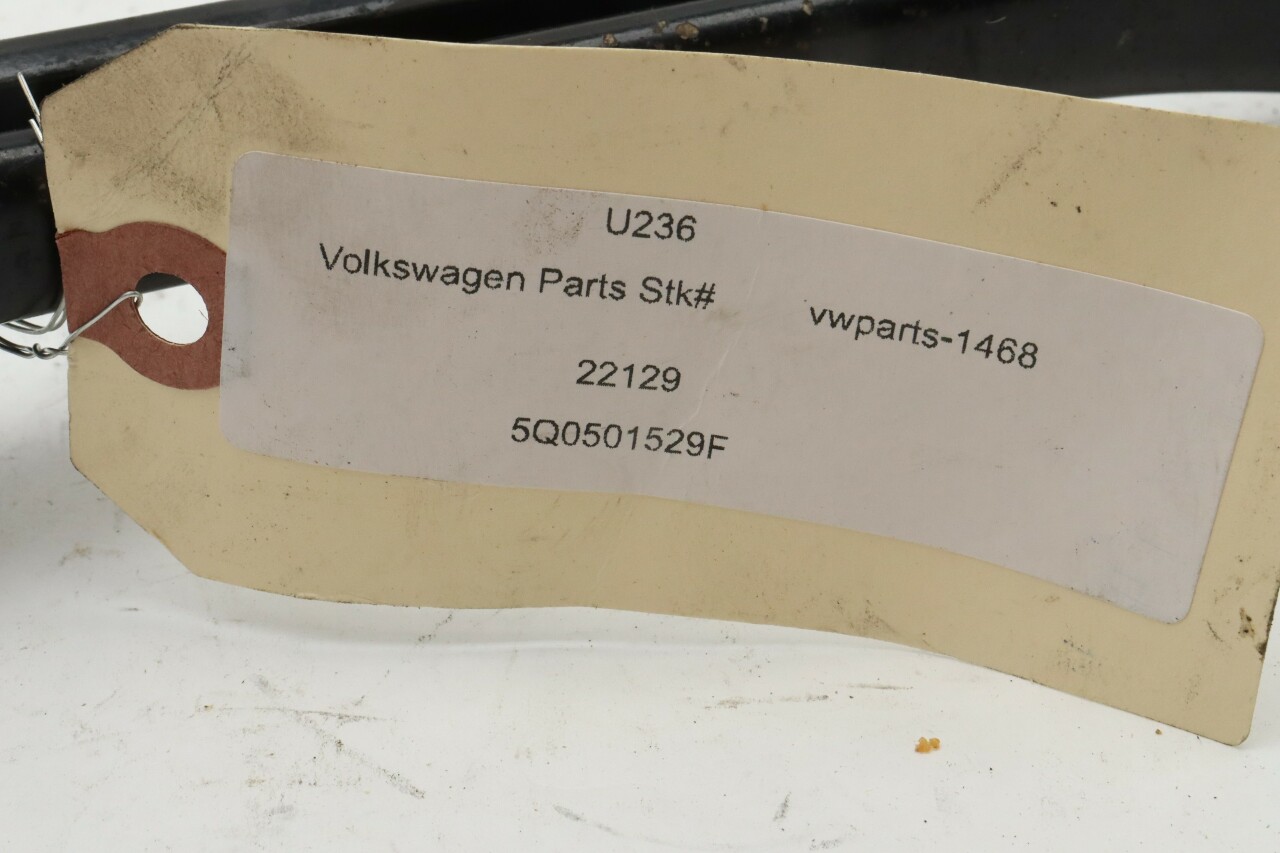 U236
Volkswagen Parts Stk# vwparts-1468
22129
5Q0501529F